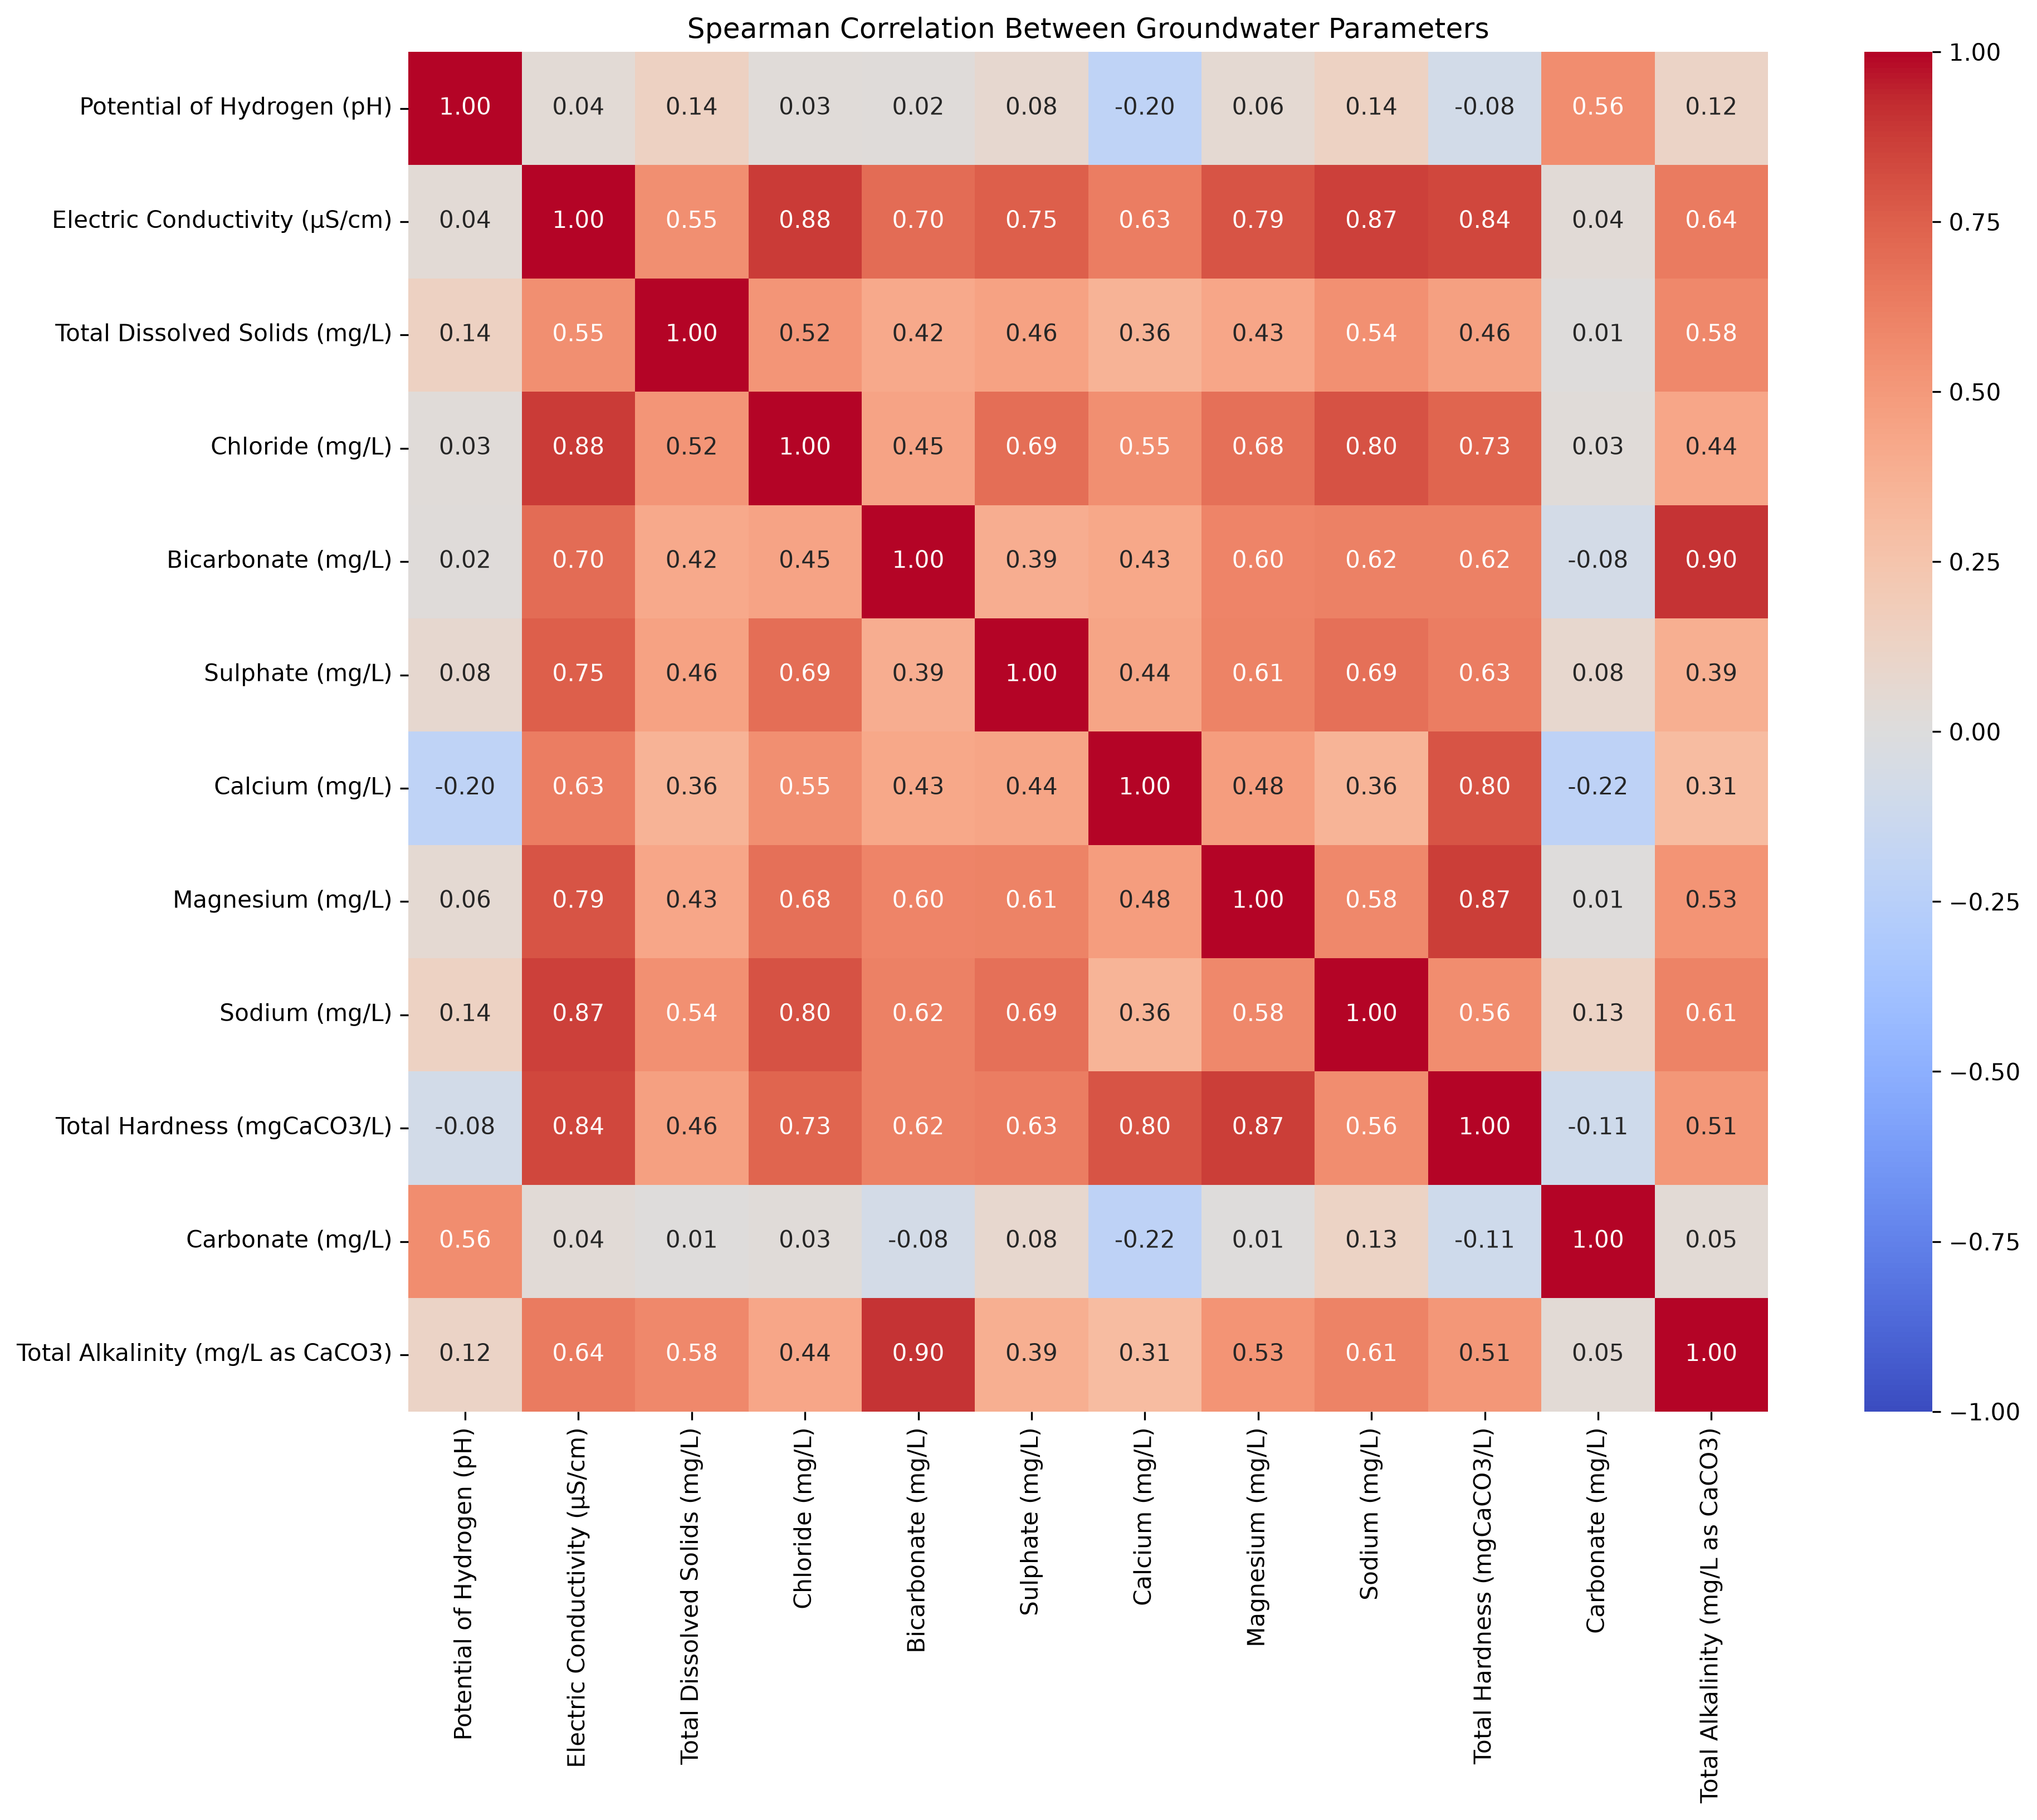 Spearman Correlation Between Groundwater Parameters
Potential of Hydrogen (pH) 1.00 0.04 0.14 0.03 0.02 0.08 -0.20 0.06 0.14 -0.08 0.56 0.12
Electric Conductivity (µS/cm) 0.04 1.00 0.55 0.88 0.70 0.75 0.63 0.79 0.87 0.84 0.04 0.64
Total Dissolved Solids (mg/L) 0.14 0.55 1.00 0.52 0.42 0.46 0.36 0.43 0.54 0.46 0.01 0.58
Chloride (mg/L) 0.03 0.88 0.52 1.00 0.45 0.69 0.55 0.68 0.80 0.73 0.03 0.44
Bicarbonate (mg/L) 0.02 0.70 0.42 0.45 1.00 0.39 0.43 0.60 0.62 0.62 -0.08 0.90
Sulphate (mg/L) 0.08 0.75 0.46 0.69 0.39 1.00 0.44 0.61 0.69 0.63 0.08 0.39
Calcium (mg/L) -0.20 0.63 0.36 0.55 0.43 0.44 1.00 0.48 0.36 0.80 -0.22 0.31
Magnesium (mg/L) 0.06 0.79 0.43 0.68 0.60 0.61 0.48 1.00 0.58 0.87 0.01 0.53
Sodium (mg/L) 0.14 0.87 0.54 0.80 0.62 0.69 0.36 0.58 1.00 0.56 0.13 0.61
Total Hardness (mgCaCO3/L) -0.08 0.84 0.46 0.73 0.62 0.63 0.80 0.87 0.56 1.00 -0.11 0.51
Carbonate (mg/L) 0.56 0.04 0.01 0.03 -0.08 0.08 -0.22 0.01 0.13 -0.11 1.00 0.05
Total Alkalinity (mg/L as CaCO3) 0.12 0.64 0.58 0.44 0.90 0.39 0.31 0.53 0.61 0.51 0.05 1.00
Potential of Hydrogen (pH)
Electric Conductivity (µS/cm)
Total Dissolved Solids (mg/L)
Chloride (mg/L)
Bicarbonate (mg/L)
Sulphate (mg/L)
Calcium (mg/L)
Magnesium (mg/L)
Sodium (mg/L)
Total Hardness (mgCaCO3/L)
Carbonate (mg/L)
Total Alkalinity (mg/L as CaCO3)
1.00
0.75
0.50
0.25
0.00
−0.25
−0.50
−0.75
−1.00